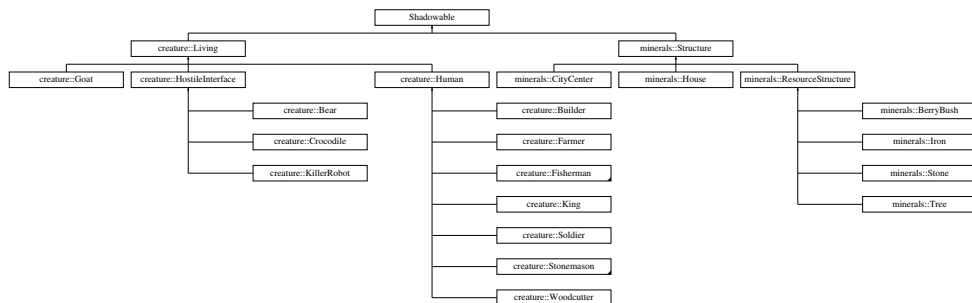 Shadowable
creature::Living minerals::Structure
creature::Goat creature::HostileInterface creature::Human minerals::CityCenter minerals::House minerals::ResourceStructure
creature::Bear creature::Builder minerals::BerryBush
creature::Crocodile creature::Farmer minerals::Iron
creature::KillerRobot creature::Fisherman minerals::Stone
creature::King minerals::Tree
creature::Soldier
creature::Stonemason
creature::Woodcutter